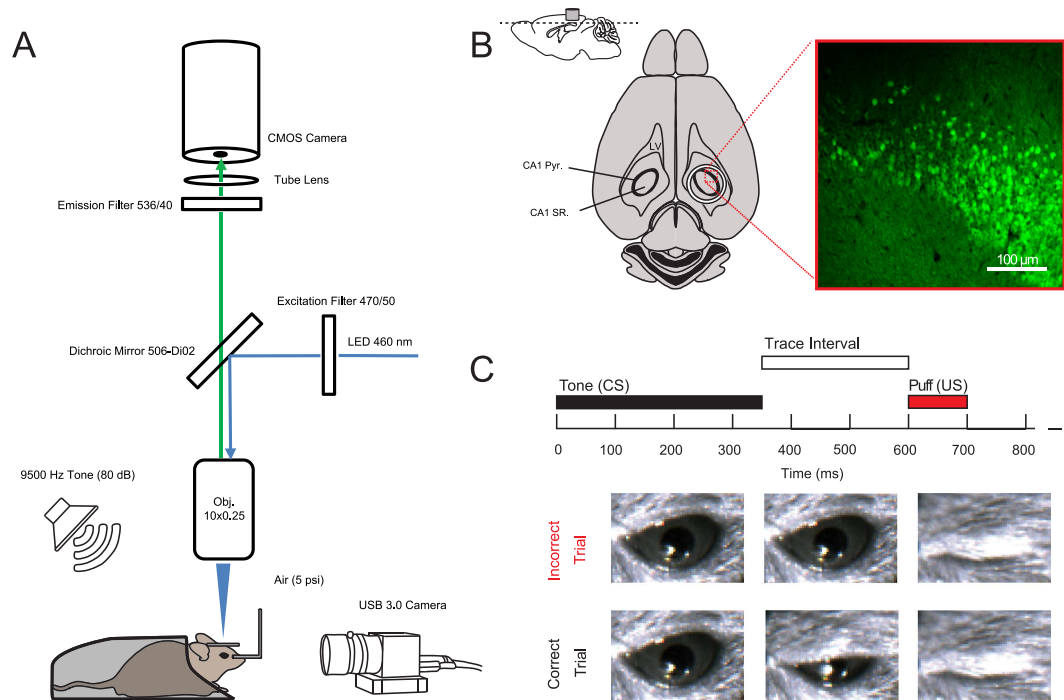 A
CMOS Camera
Tube Lens
Emission Filter 536/40
Excitation Filter 470/50
LED 460 nm
Dichroic Mirror 506-Di02
9500 Hz Tone (80 dB)
Obj.
10x0.25
Air (5 psi)
USB 3.0 Camera
B
LV
CA1 Pyr.
CA1 SR.
100 µm
C
Trace Interval
Tone (CS)
Puff (US)
0 100 200 300 400 500 600 700 800
Time (ms)
Incorrect
Trial
Correct
Trial